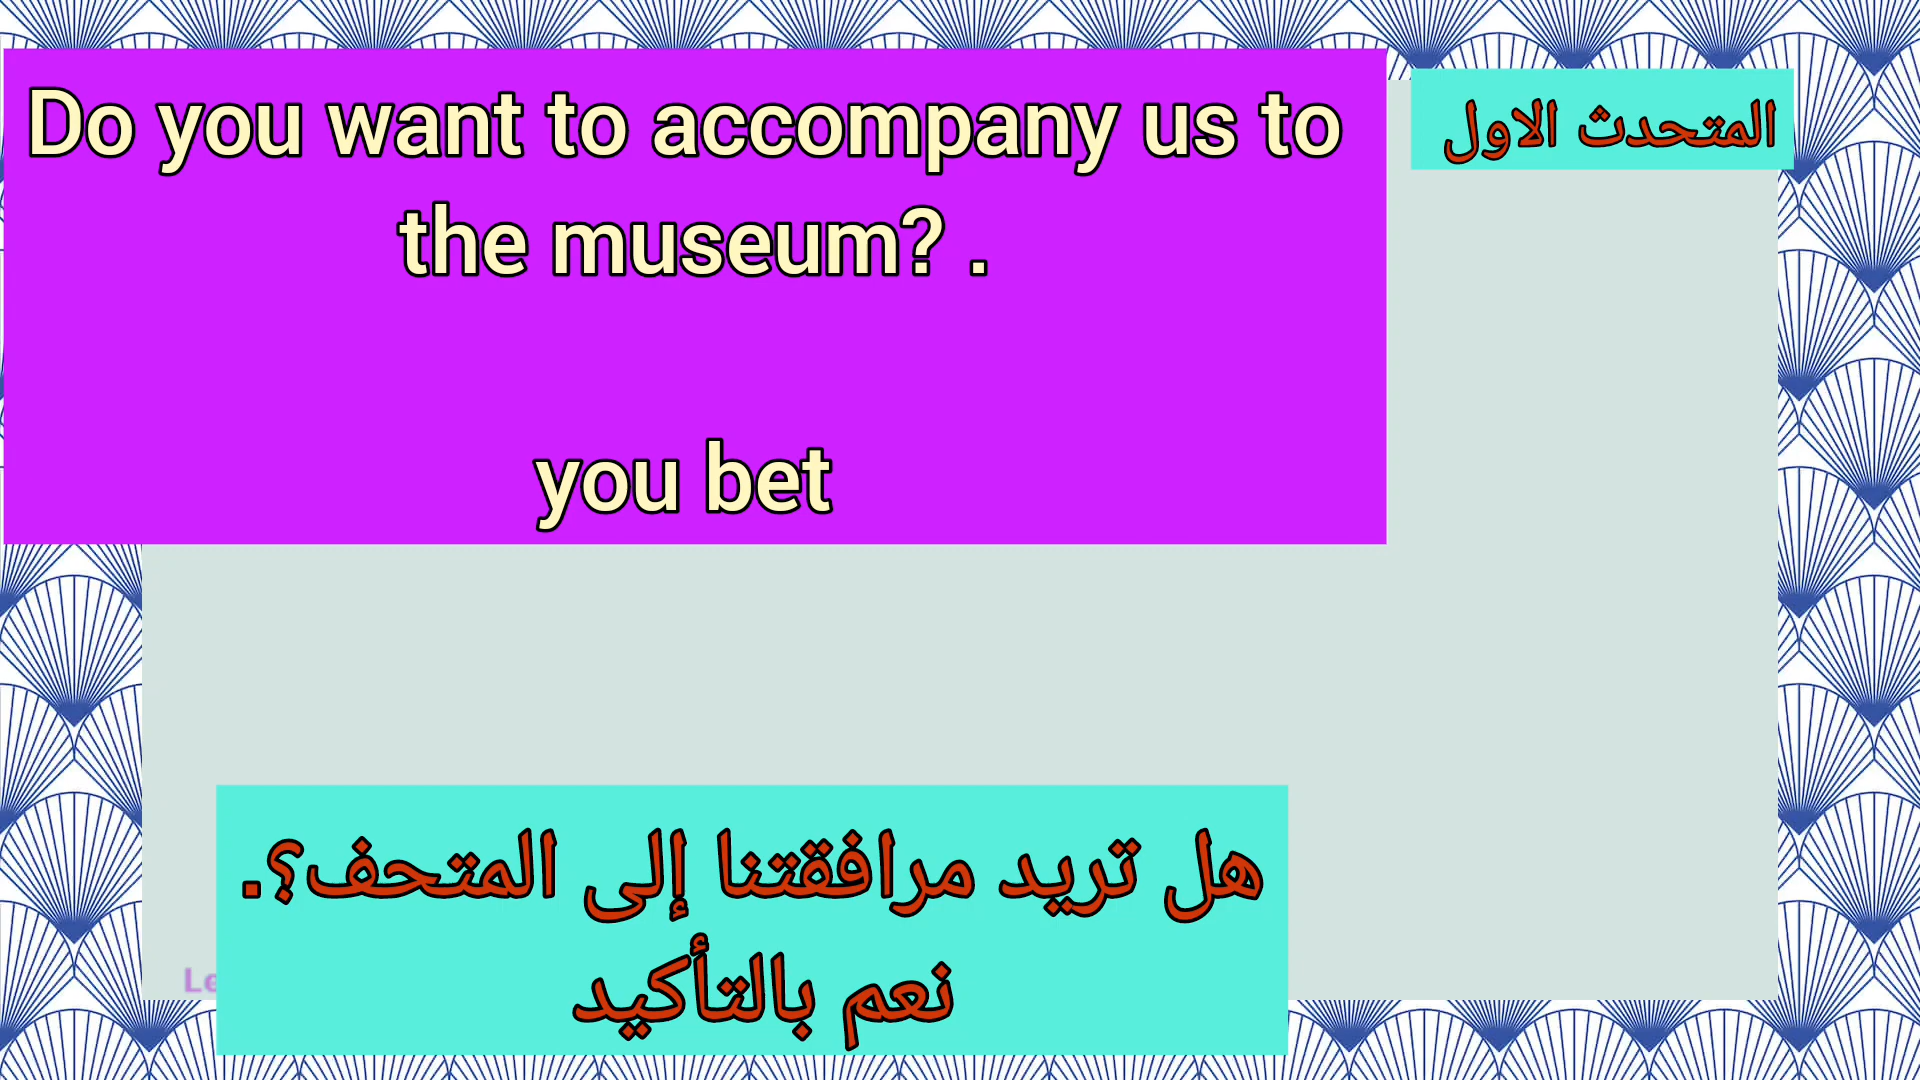 Do you want to accompany us to
the museum? .
you bet
المتحدث الاول
هل تريد مرافقتنا إلى المتحف؟.
نعم بالتأكيد